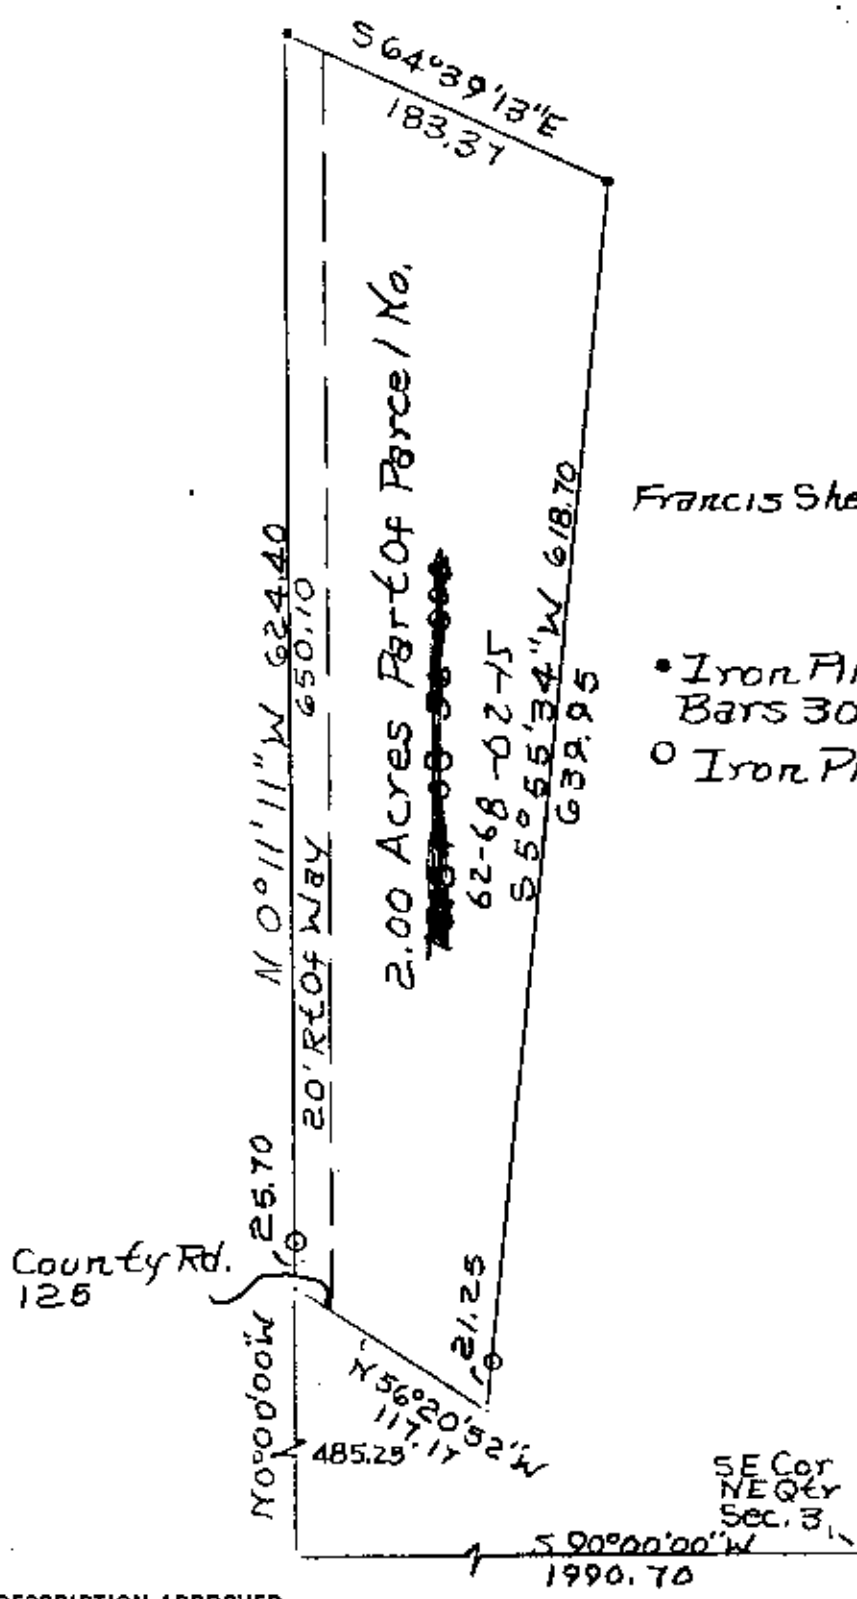 S 64°39'13"E
183.37
N 0°11'11" W 624.40
650.10
20' Rt Of Way
2.00 Acres Part Of Parcel No.
62-68-02-15
S 5°55'34" W 618.70
639.95
Francis She
• Iron Pi
Bars 30
O Iron Pi
25.70
County Rd.
125
21.25
N 56°20'52" W
117.17
N0°00'00"W
485.25
SE Cor
NE Qtr
Sec. 3
S 90°00'00" W
1990.70
DESCRIPTION APPROVED